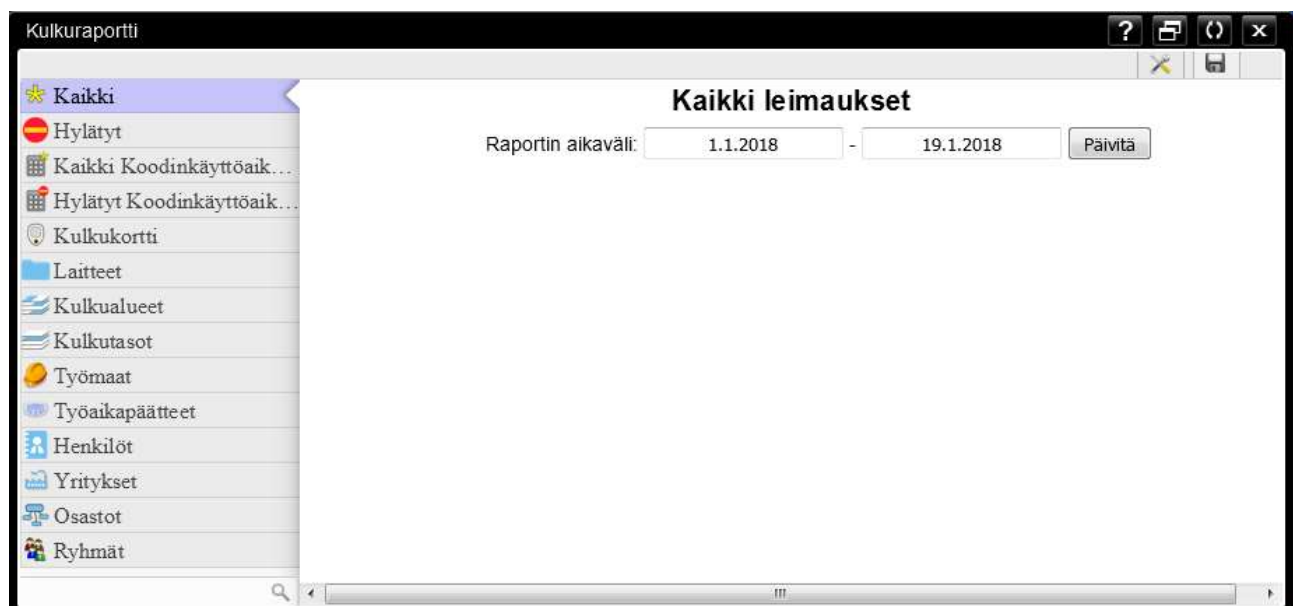 Kulkuraportti
Kaikki
Hylätyt
Kaikki Koodinkäyttöaik...
Hylätyt Koodinkäyttöaik...
Kulkukortti
Laitteet
Kulkualueet
Kulkutasot
Työmaat
Työaikapäätteet
Henkilöt
Yritykset
Osastot
Ryhmät
Kaikki leimaukset
Raportin aikaväli: 1.1.2018 - 19.1.2018 Päivitä